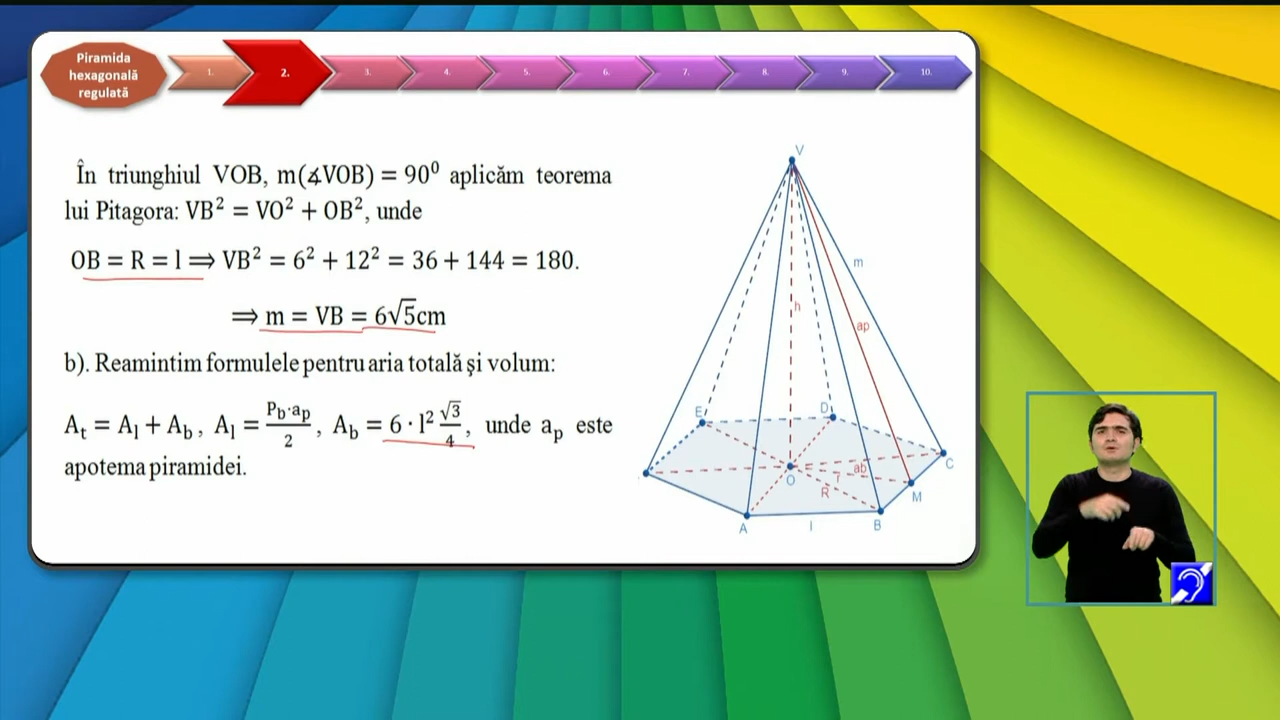 Piramida
hexagonală
regulată
1.
2.
3.
4.
5.
6.
7.
8.
9.
10.
În triunghiul VOB, m(∡VOB) = 90⁰ aplicăm teorema
lui Pitagora: VB² = VO² + OB², unde
OB = R = l ⟹ VB² = 6² + 12² = 36 + 144 = 180.
⟹ m = VB = 6√5cm
b). Reamintim formulele pentru aria totală şi volum:
Aₜ = Aₗ + A_b , Aₗ = P_b·a_p/2 , A_b = 6 · l² √3/4, unde a_p este
apotema piramidei.
V
m
h
ap
E
D
C
ab
O
r
R
M
A
l
B